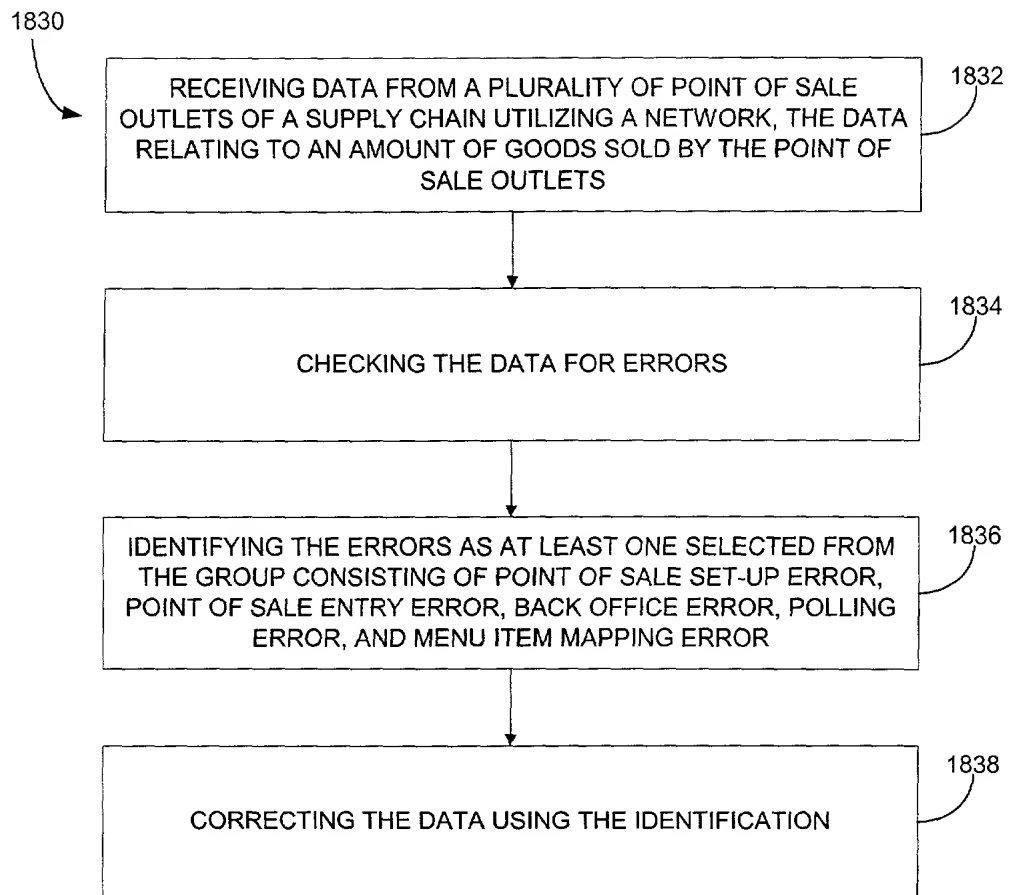 1830
RECEIVING DATA FROM A PLURALITY OF POINT OF SALE
OUTLETS OF A SUPPLY CHAIN UTILIZING A NETWORK, THE DATA
RELATING TO AN AMOUNT OF GOODS SOLD BY THE POINT OF
SALE OUTLETS
1832
CHECKING THE DATA FOR ERRORS
1834
IDENTIFYING THE ERRORS AS AT LEAST ONE SELECTED FROM
THE GROUP CONSISTING OF POINT OF SALE SET-UP ERROR,
POINT OF SALE ENTRY ERROR, BACK OFFICE ERROR, POLLING
ERROR, AND MENU ITEM MAPPING ERROR
1836
CORRECTING THE DATA USING THE IDENTIFICATION
1838